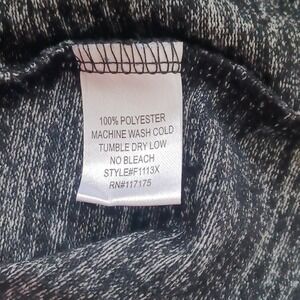 100% POLYESTER
MACHINE WASH COLD
TUMBLE DRY LOW
NO BLEACH
STYLE#F1113X
RN#117175